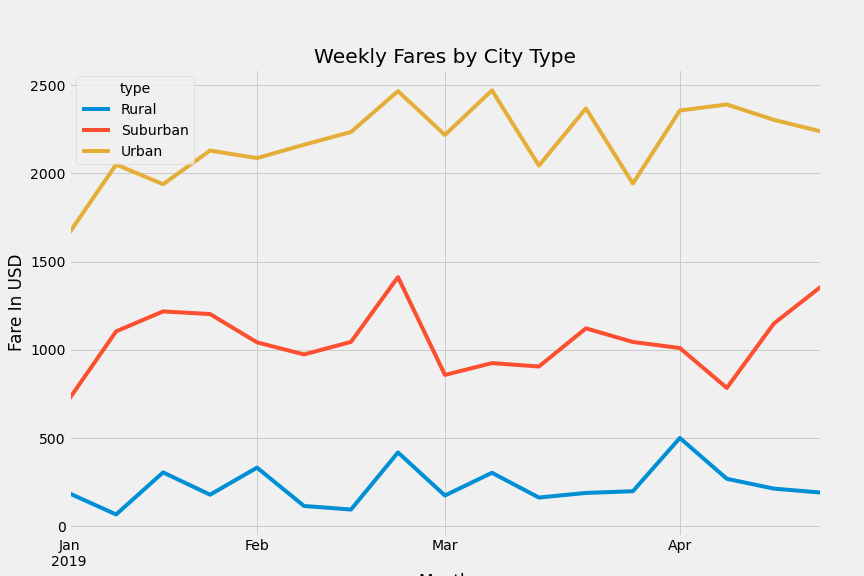 Weekly Fares by City Type
type
Rural
Suburban
Urban
Fare In USD
2500
2000
1500
1000
500
0
Jan
2019
Feb
Mar
Apr